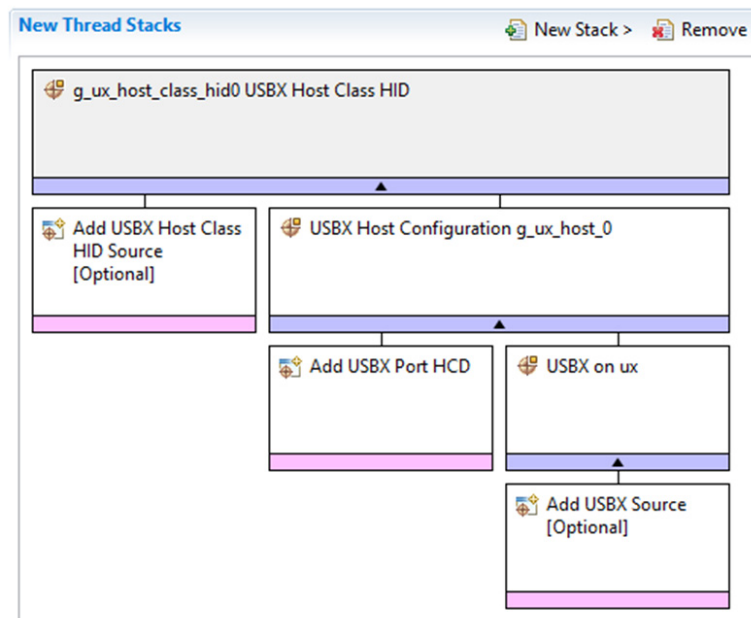 New Thread Stacks
New Stack >
Remove
g_ux_host_class_hid0 USBX Host Class HID
Add USBX Host Class
HID Source
[Optional]
USBX Host Configuration g_ux_host_0
Add USBX Port HCD
USBX on ux
Add USBX Source
[Optional]